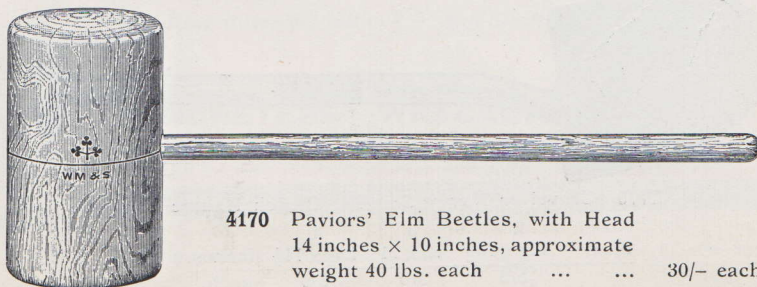 WM & S
4170 Paviors' Elm Beetles, with Head
14 inches × 10 inches, approximate
weight 40 lbs. each ... ... 30/– each